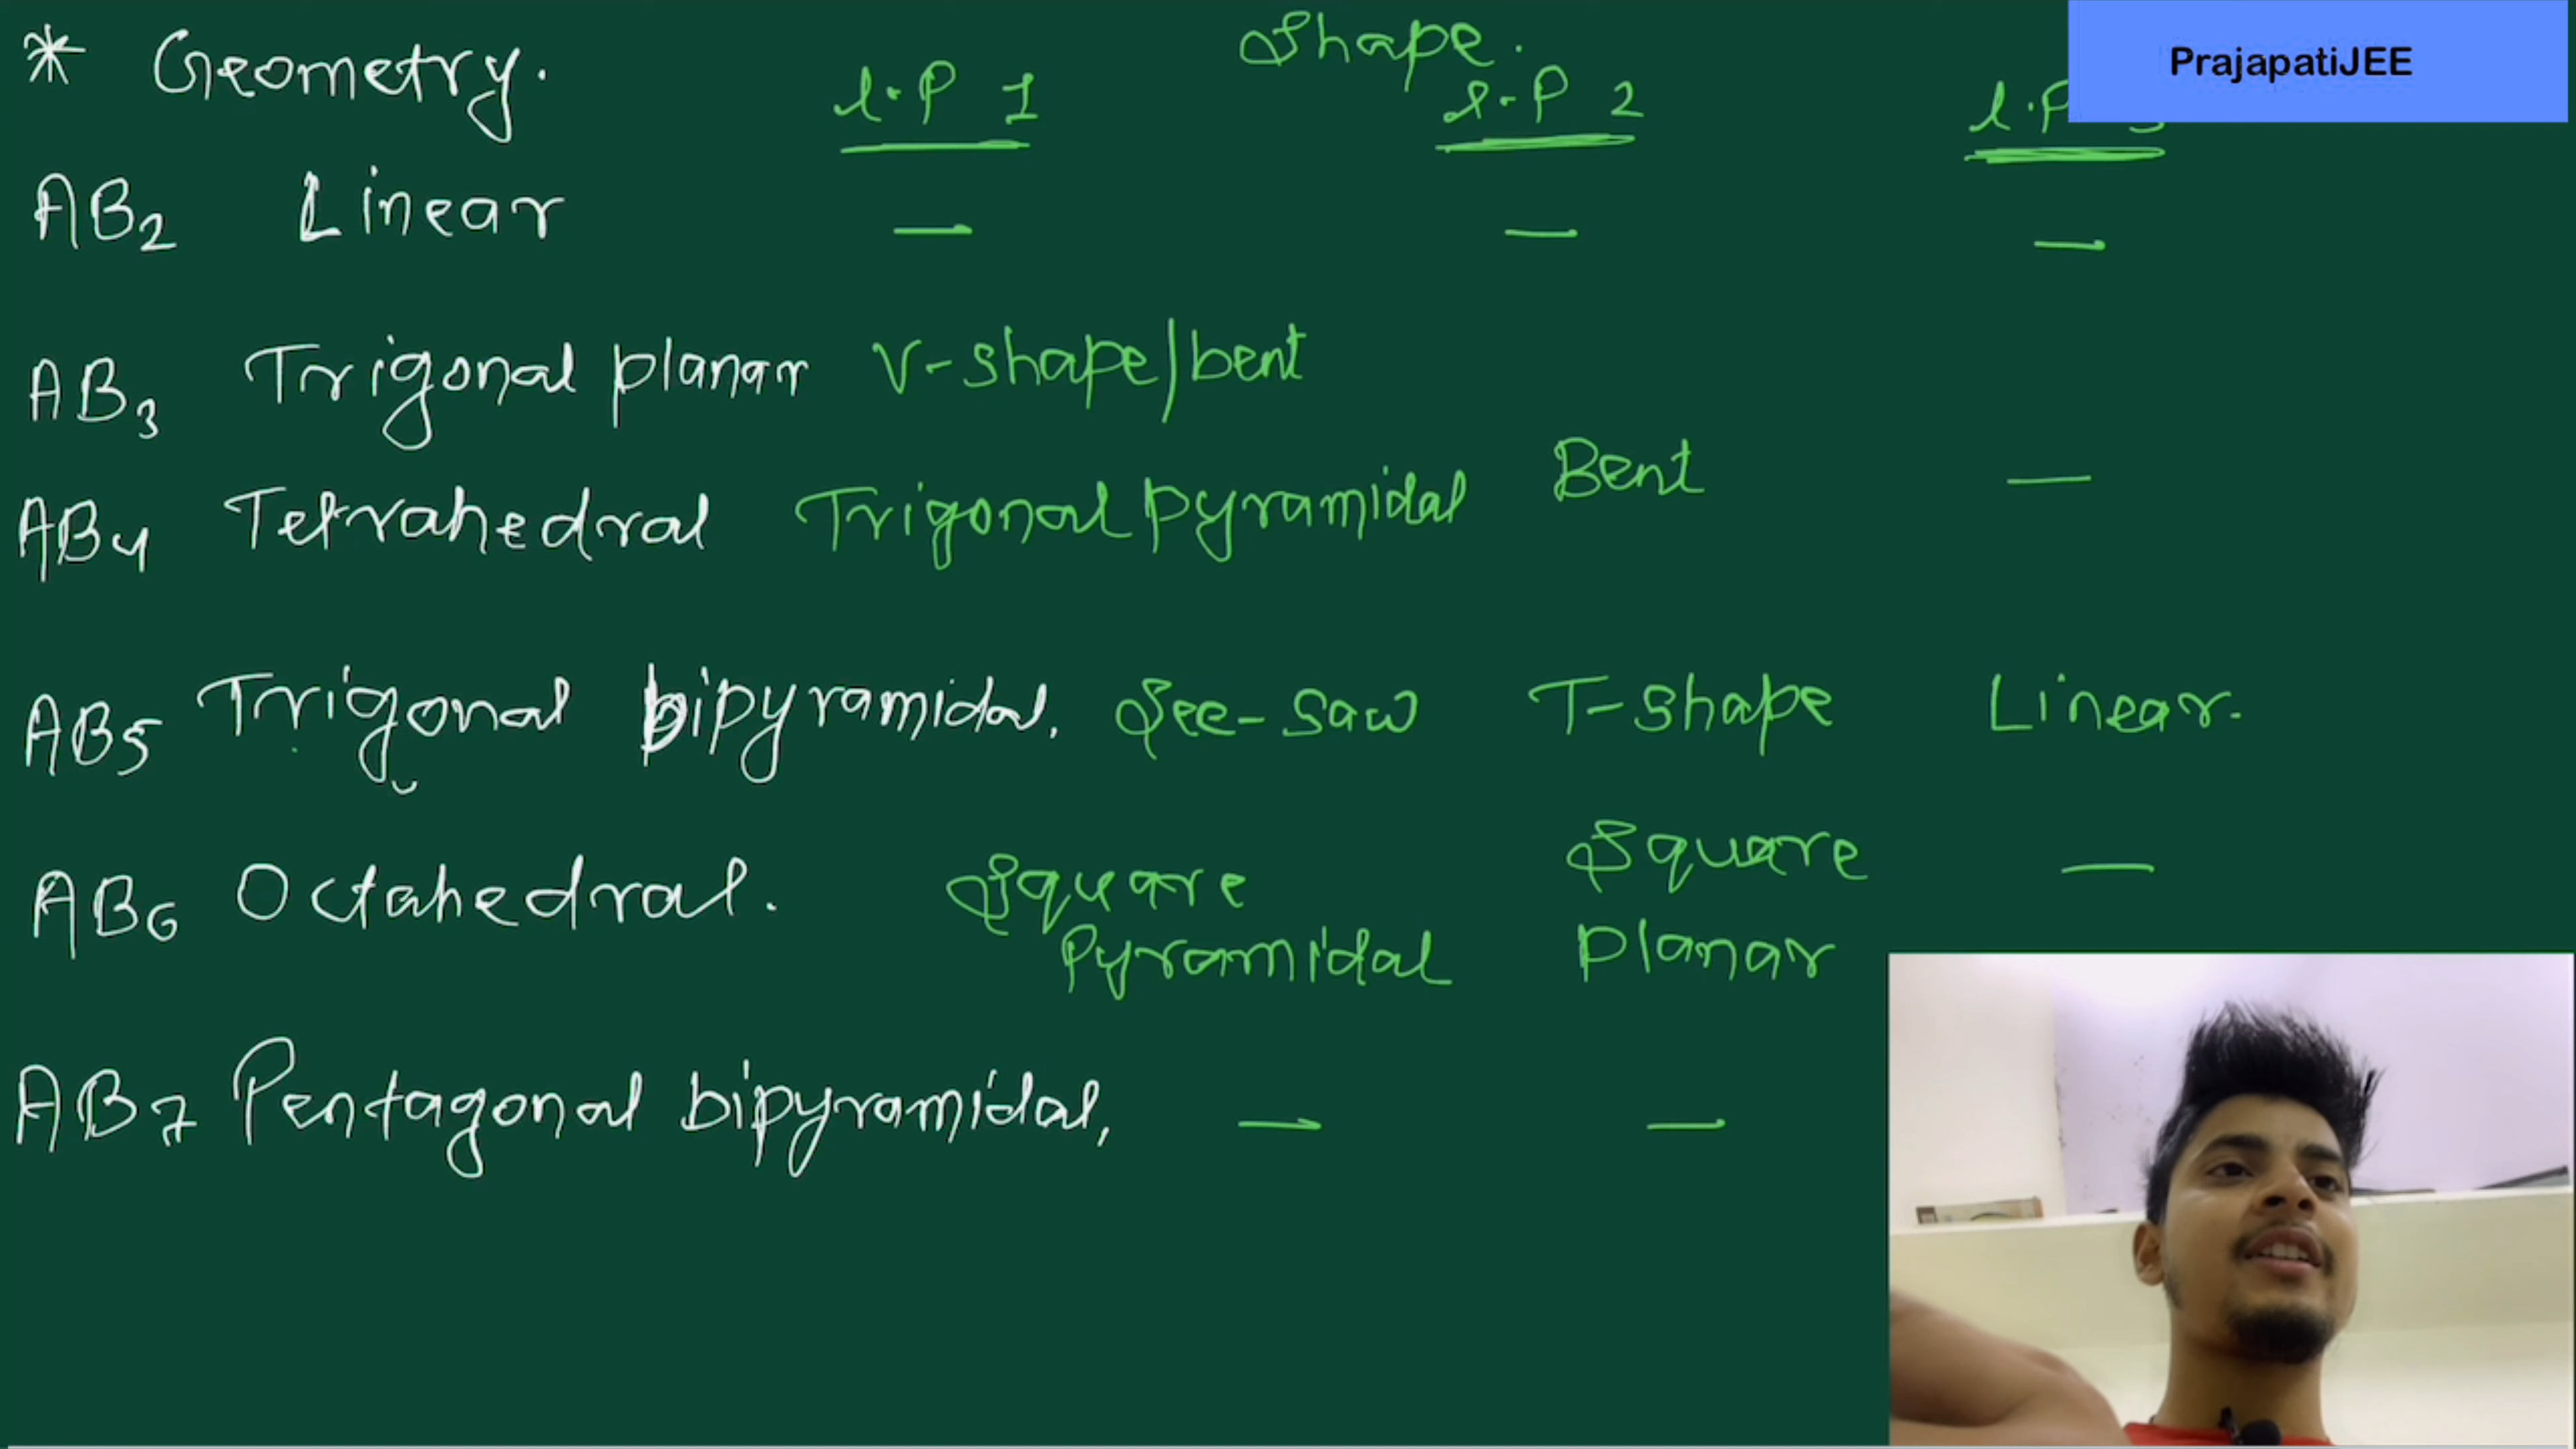 * Geometry.
Shape.
l.P 1
l.P 2
l.P
PrajapatiJEE
AB2 Linear — — —
AB3 Trigonal planar V-shape/bent
AB4 Tetrahedral Trigonal pyramidal Bent —
AB5 Trigonal bipyramidal. See-saw T-shape Linear.
AB6 Octahedral. Square Pyramidal Square Planar —
AB7 Pentagonal bipyramidal, — —